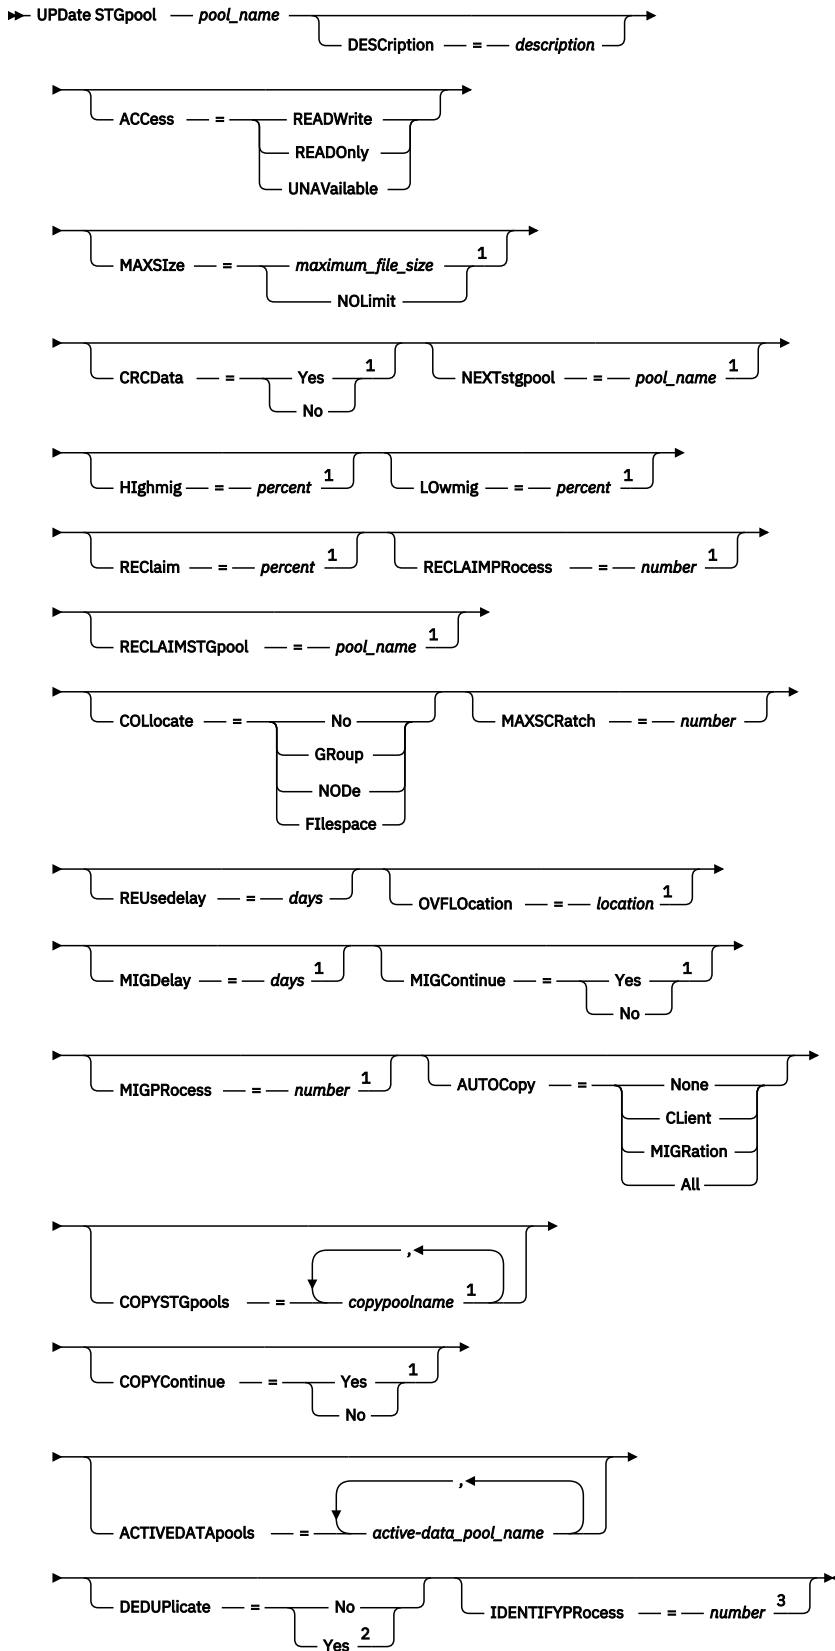 UPDate STGpool pool_name
DESCription = description
ACCess = READWrite
READOnly
UNAVailable
MAXSIze = maximum_file_size 1
NOLimit
CRCData = Yes 1 NEXTstgpool = pool_name 1
No
HIghmig = percent 1 LOwmig = percent 1
REClaim = percent 1 RECLAIMPRocess = number 1
RECLAIMSTGpool = pool_name 1
COLlocate = No MAXSCRatch = number
GRoup
NODe
FIlespace
REUsedelay = days OVFLOcation = location 1
MIGDelay = days 1 MIGContinue = Yes 1
No
MIGPRocess = number 1 AUTOCopy = None
CLient
MIGRation
All
,
COPYSTGpools = copypoolname 1
COPYContinue = Yes 1
No
,
ACTIVEDATApools = active-data_pool_name
DEDUPlicate = No IDENTIFYPRocess = number 3
Yes 2